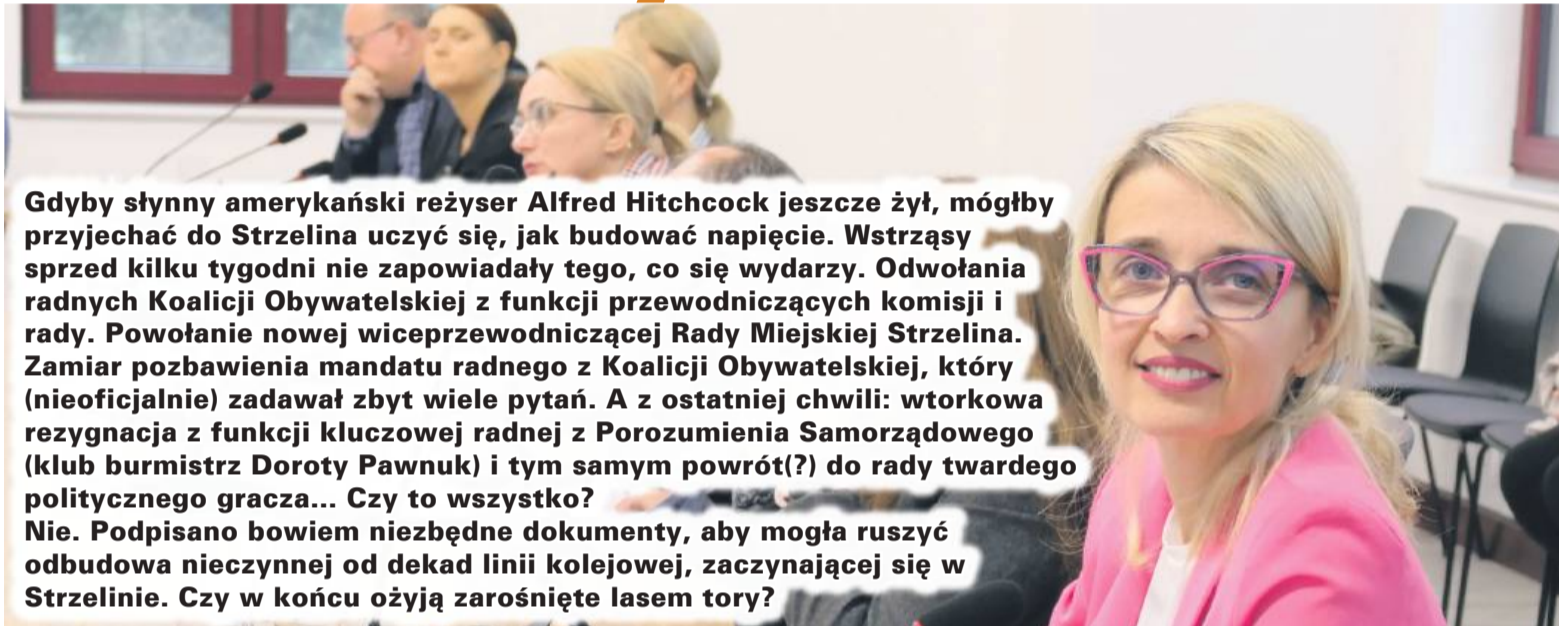 Gdyby słynny amerykański reżyser Alfred Hitchcock jeszcze żył, mógłby
przyjechać do Strzelina uczyć się, jak budować napięcie. Wstrząsy
sprzed kilku tygodni nie zapowiadały tego, co się wydarzy. Odwołania
radnych Koalicji Obywatelskiej z funkcji przewodniczących komisji i
rady. Powołanie nowej wiceprzewodniczącej Rady Miejskiej Strzelina.
Zamiar pozbawienia mandatu radnego z Koalicji Obywatelskiej, który
(nieoficjalnie) zadawał zbyt wiele pytań. A z ostatniej chwili: wtorkowa
rezygnacja z funkcji kluczowej radnej z Porozumienia Samorządowego
(klub burmistrz Doroty Pawnuk) i tym samym powrót(?) do rady twardego
politycznego gracza... Czy to wszystko?
Nie. Podpisano bowiem niezbędne dokumenty, aby mogła ruszyć
odbudowa nieczynnej od dekad linii kolejowej, zaczynającej się w
Strzelinie. Czy w końcu ożyją zarośnięte lasem tory?